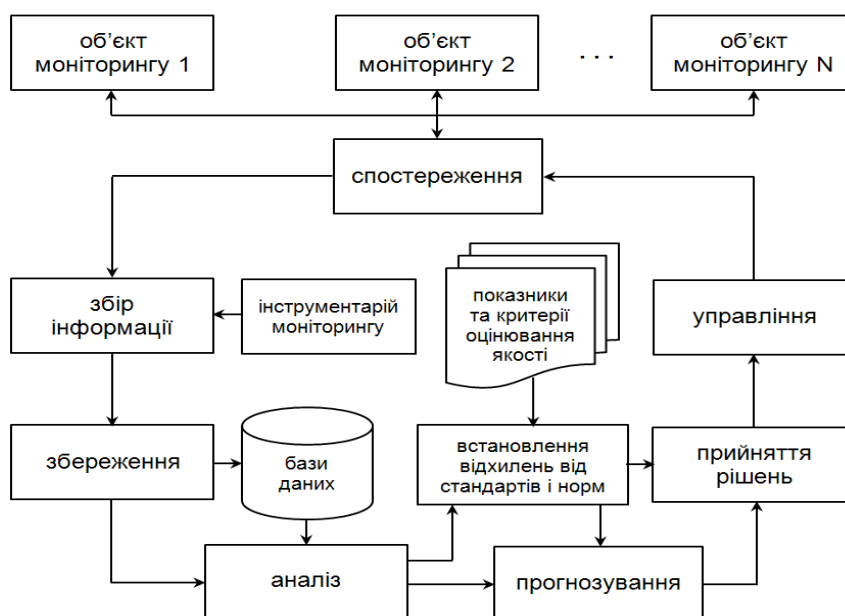 об’єкт
моніторингу 1
об’єкт
моніторингу 2
. . .
об’єкт
моніторингу N
спостереження
збір
інформації
інструментарій
моніторингу
показники
та критерії
оцінювання
якості
управління
збереження
бази
даних
встановлення
відхилень від
стандартів і норм
прийняття
рішень
аналіз
прогнозування